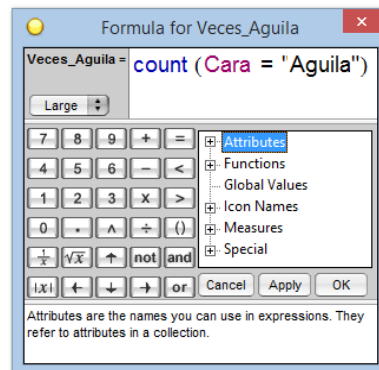 Formula for Veces_Aguila
Veces_Aguila = count (Cara = "Aguila")
Large
7 8 9 + =
4 5 6 − <
1 2 3 x >
0 . ^ ÷ ()
1/x √x ↑ not and
|x| ← ↓ → or
Attributes
Functions
Global Values
Icon Names
Measures
Special
Cancel Apply OK
Attributes are the names you can use in expressions. They
refer to attributes in a collection.